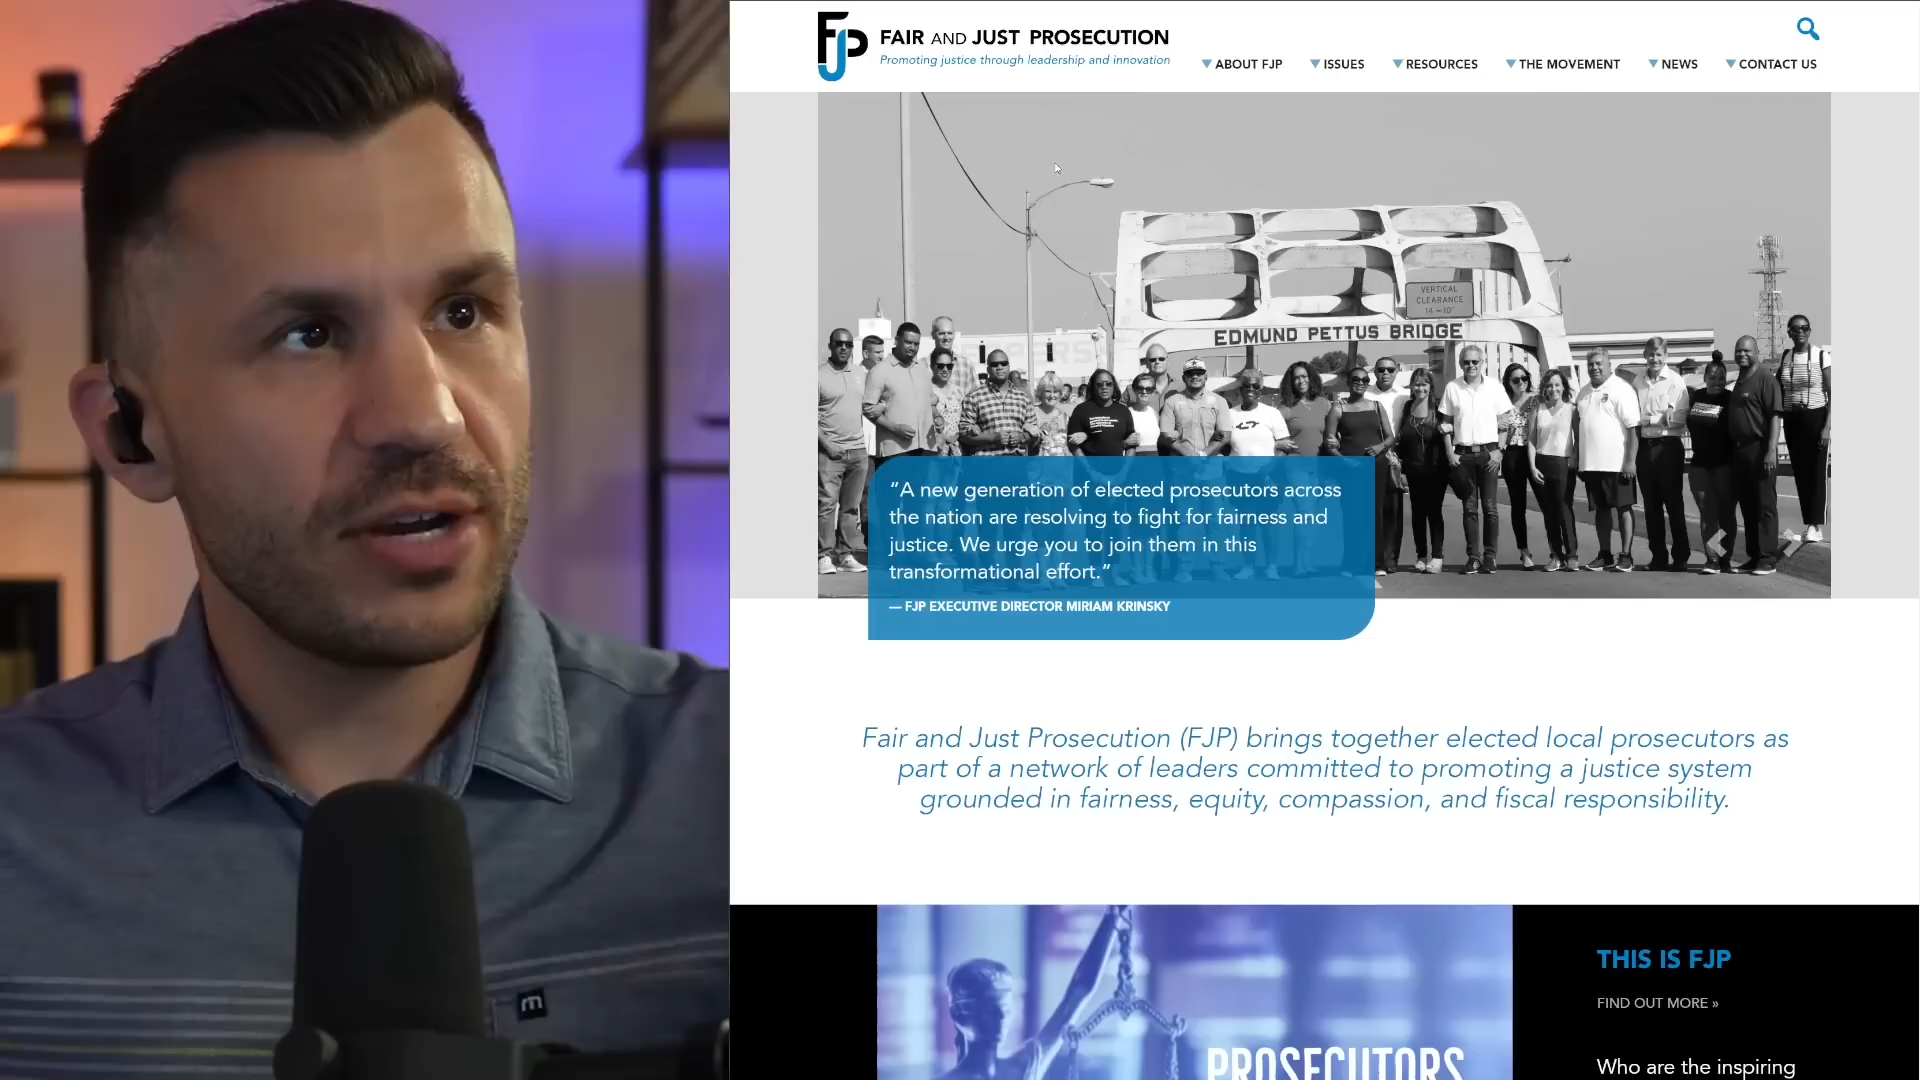 FJP
FAIR AND JUST PROSECUTION
Promoting justice through leadership and innovation
ABOUT FJP
ISSUES
RESOURCES
THE MOVEMENT
NEWS
CONTACT US
VERTICAL
CLEARANCE
14-10"
EDMUND PETTUS BRIDGE
“A new generation of elected prosecutors across
the nation are resolving to fight for fairness and
justice. We urge you to join them in this
transformational effort.”
— FJP EXECUTIVE DIRECTOR MIRIAM KRINSKY
Fair and Just Prosecution (FJP) brings together elected local prosecutors as
part of a network of leaders committed to promoting a justice system
grounded in fairness, equity, compassion, and fiscal responsibility.
THIS IS FJP
FIND OUT MORE »
PROSECUTORS
Who are the inspiring
m